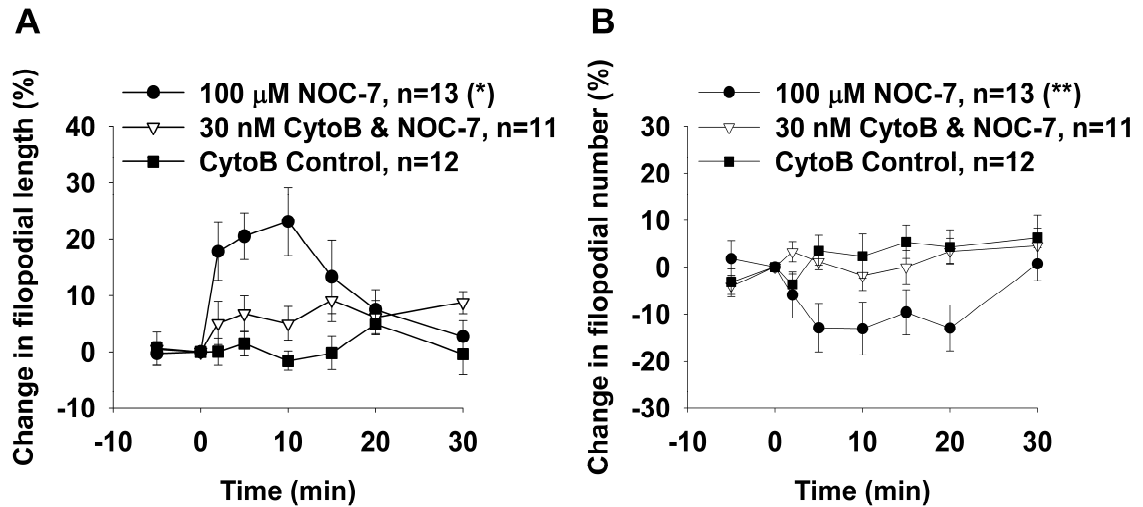 A
Change in filopodial length (%)
100 μM NOC-7, n=13 (*)
30 nM CytoB & NOC-7, n=11
CytoB Control, n=12
40
30
20
10
0
-10
-10 0 10 20 30
Time (min)
B
Change in filopodial number (%)
100 μM NOC-7, n=13 (**)
30 nM CytoB & NOC-7, n=11
CytoB Control, n=12
30
20
10
0
-10
-20
-30
-10 0 10 20 30
Time (min)